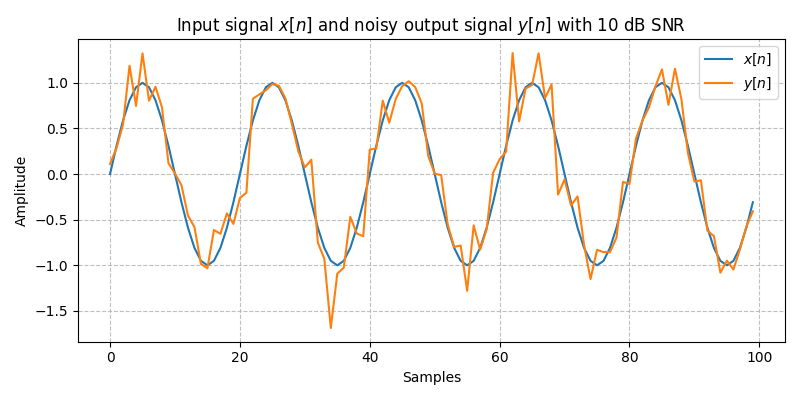 Input signal x[n] and noisy output signal y[n] with 10 dB SNR
x[n]
y[n]
1.0
0.5
0.0
−0.5
−1.0
−1.5
Amplitude
0 20 40 60 80 100
Samples